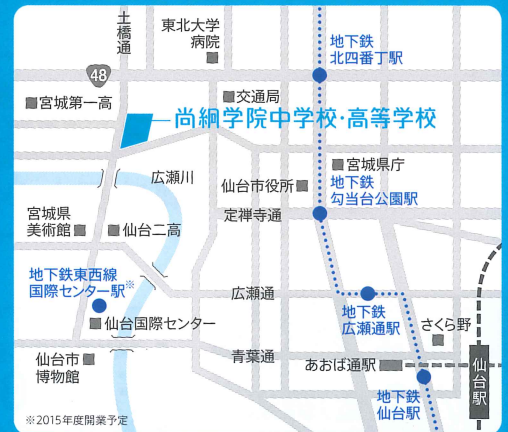 土橋通
東北大学
病院
地下鉄
北四番丁駅
48
宮城第一高
交通局
尚絅学院中学校・高等学校
宮城県庁
広瀬川
仙台市役所
地下鉄
勾当台公園駅
定禅寺通
宮城県
美術館
仙台二高
地下鉄東西線
国際センター駅※
広瀬通
地下鉄
広瀬通駅
仙台国際センター
さくら野
青葉通
仙台市
博物館
あおば通駅
仙台駅
地下鉄
仙台駅
※2015年度開業予定